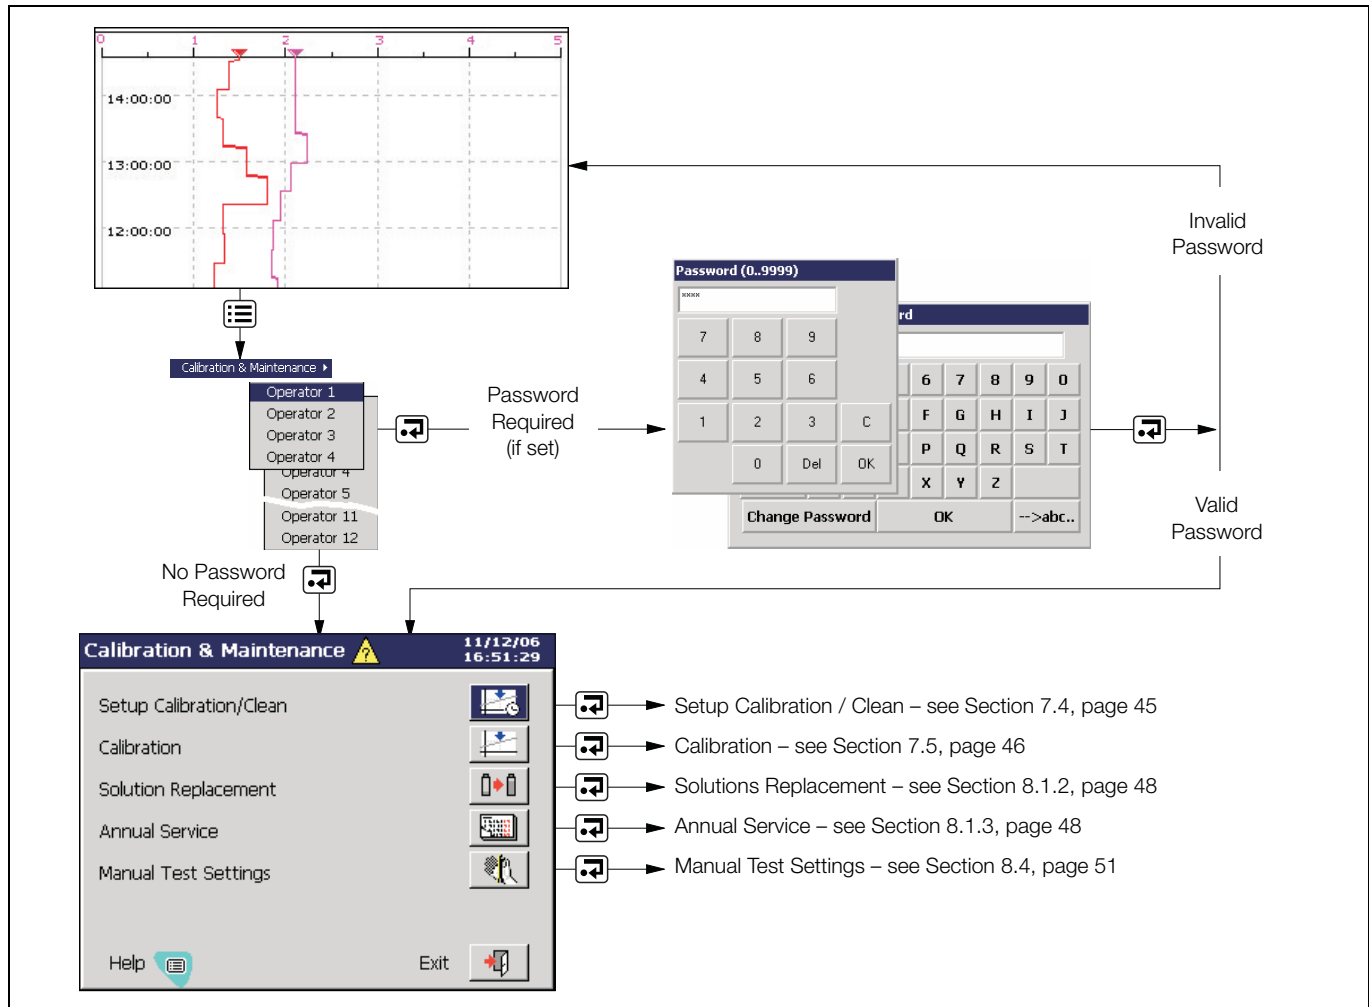 0 1 2 3 4 5
14:00:00
13:00:00
12:00:00
Invalid
Password
Password (0..9999)
****
7 8 9
4 5 6
1 2 3 C
0 Del OK
rd
6 7 8 9 0
F G H I J
P Q R S T
X Y Z
Change Password OK -->abc..
Calibration & Maintenance
Operator 1
Operator 2
Operator 3
Operator 4
Operator 4
Operator 5
Operator 11
Operator 12
Password
Required
(if set)
Valid
Password
No Password
Required
Calibration & Maintenance ?
11/12/06
16:51:29
Setup Calibration/Clean
Calibration
Solution Replacement
Annual Service
Manual Test Settings
Help
Exit
Setup Calibration / Clean – see Section 7.4, page 45
Calibration – see Section 7.5, page 46
Solutions Replacement – see Section 8.1.2, page 48
Annual Service – see Section 8.1.3, page 48
Manual Test Settings – see Section 8.4, page 51